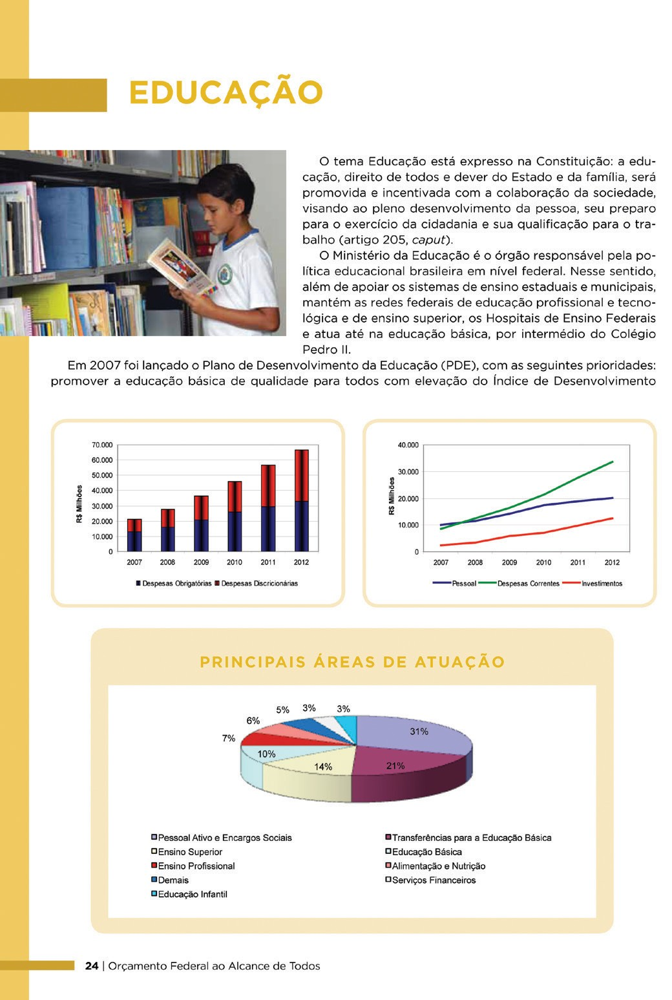 EDUCAÇÃO
O tema Educação está expresso na Constituição: a edu-
cação, direito de todos e dever do Estado e da família, será
promovida e incentivada com a colaboração da sociedade,
visando ao pleno desenvolvimento da pessoa, seu preparo
para o exercício da cidadania e sua qualificação para o tra-
balho (artigo 205, caput).
O Ministério da Educação é o órgão responsável pela po-
lítica educacional brasileira em nível federal. Nesse sentido,
além de apoiar os sistemas de ensino estaduais e municipais,
mantém as redes federais de educação profissional e tecno-
lógica e de ensino superior, os Hospitais de Ensino Federais
e atua até na educação básica, por intermédio do Colégio
Pedro II.
Em 2007 foi lançado o Plano de Desenvolvimento da Educação (PDE), com as seguintes prioridades:
promover a educação básica de qualidade para todos com elevação do Índice de Desenvolvimento
R$ Milhões
70.000
60.000
50.000
40.000
30.000
20.000
10.000
0
2007 2008 2009 2010 2011 2012
Despesas Obrigatórias Despesas Discricionárias
R$ Milhões
40.000
30.000
20.000
10.000
0
2007 2008 2009 2010 2011 2012
Pessoal Despesas Correntes Investimentos
PRINCIPAIS ÁREAS DE ATUAÇÃO
5% 3% 3%
6%
31%
7%
10%
14% 21%
Pessoal Ativo e Encargos Sociais Transferências para a Educação Básica
Ensino Superior Educação Básica
Ensino Profissional Alimentação e Nutrição
Demais Serviços Financeiros
Educação Infantil
24 | Orçamento Federal ao Alcance de Todos